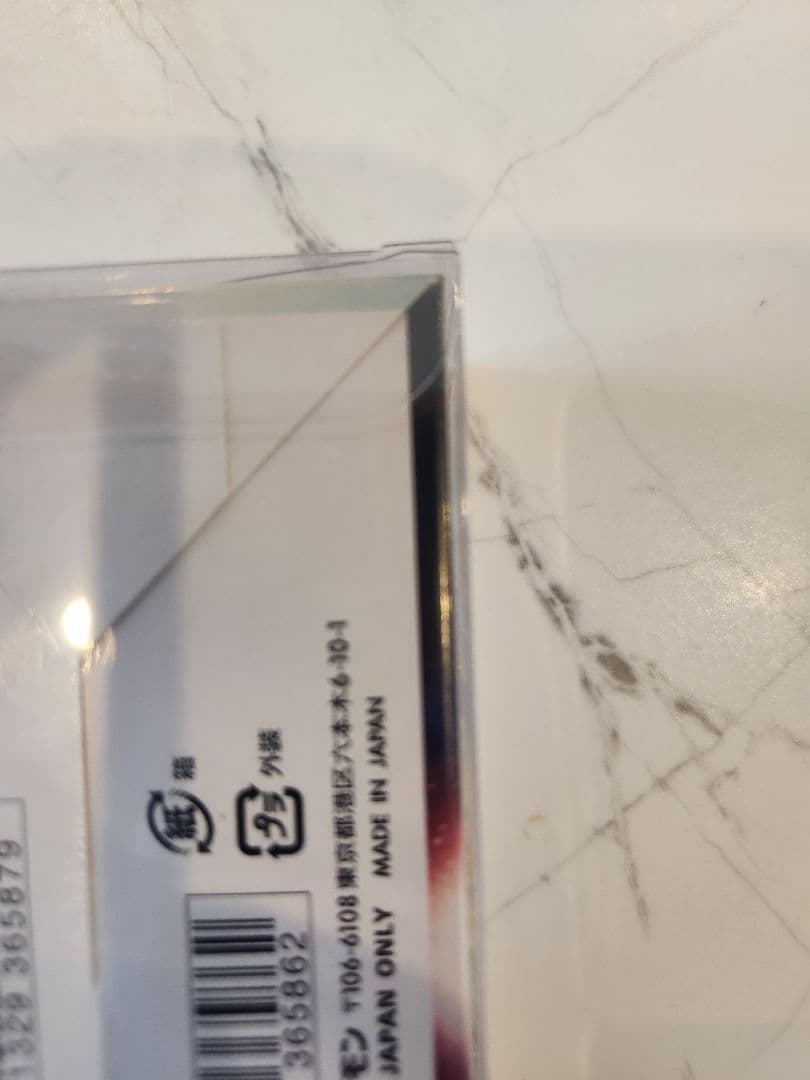 モン 〒106-6108 東京都港区六本木6-10-1
JAPAN ONLY MADE IN JAPAN
紙 箱
プラ 外装
365862
1329 365879